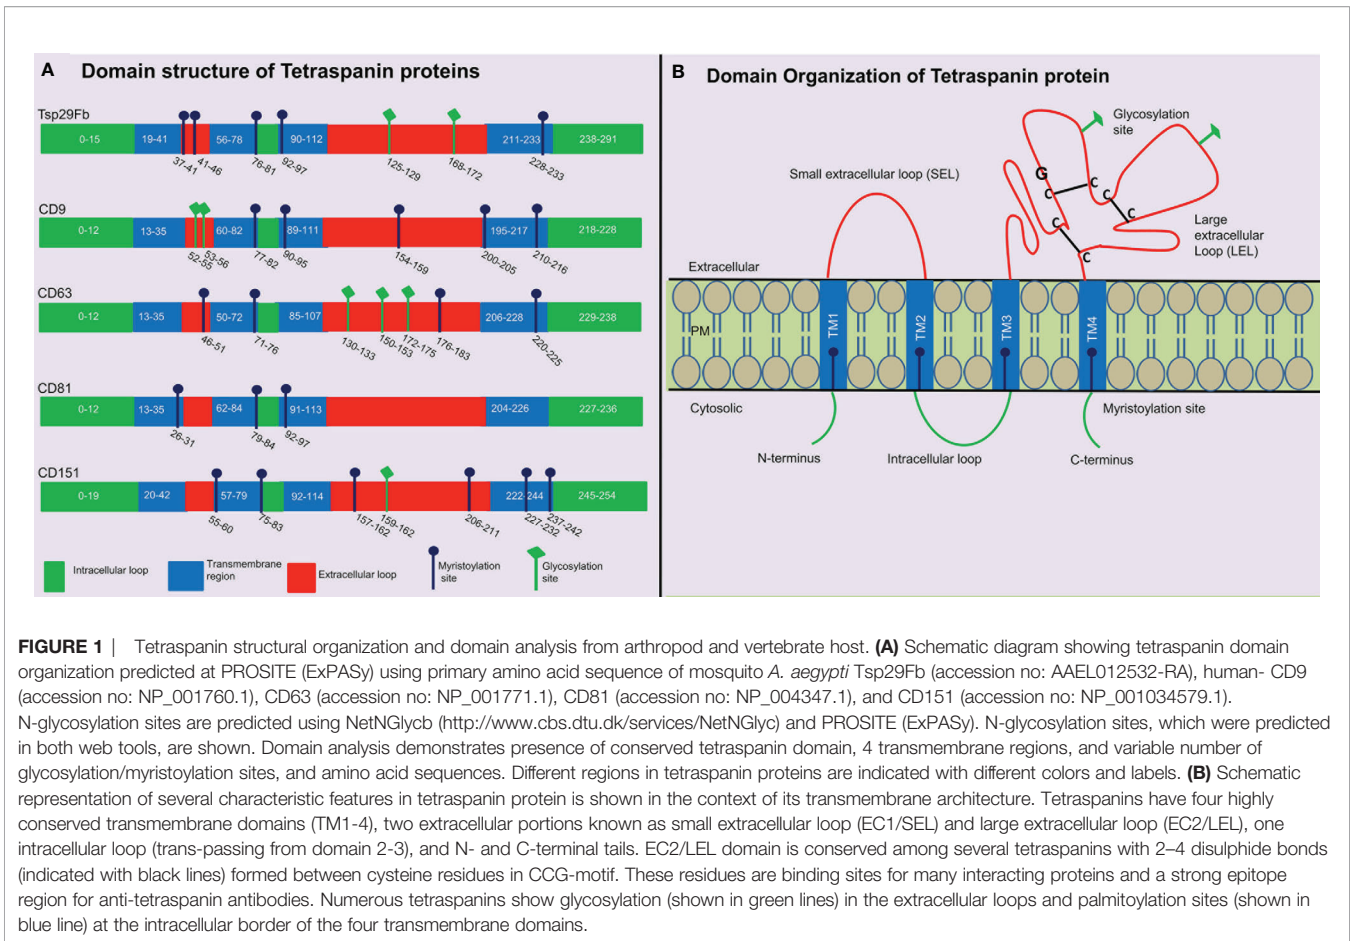 A Domain structure of Tetraspanin proteins
Tsp29Fb
0-15 19-41 56-78 90-112 211-233 238-291
37-41 41-46 76-81 92-97 125-129 168-172 228-233
CD9
0-12 13-35 60-82 89-111 195-217 218-228
52-55 53-56 77-82 90-95 154-159 200-205 210-216
CD63
0-12 13-35 50-72 85-107 206-228 229-238
46-51 71-76 130-133 150-153 172-175 176-183 220-225
CD81
0-12 13-35 62-84 91-113 204-226 227-236
26-31 79-84 92-97
CD151
0-19 20-42 57-79 92-114 222-244 245-254
55-60 75-83 157-162 159-162 206-211 227-232 237-242
Intracellular loop
Transmembrane
region
Extracellular loop
Myristoylation
site
Glycosylation
site
B Domain Organization of Tetraspanin protein
Glycosylation
site
Small extracellular loop (SEL)
G
C C
C
C C
C
Large
extracellular
Loop (LEL)
Extracellular
PM
TM1 TM2 TM3 TM4
Cytosolic
Myristoylation site
N-terminus
Intracellular loop
C-terminus
FIGURE 1 | Tetraspanin structural organization and domain analysis from arthropod and vertebrate host. (A) Schematic diagram showing tetraspanin domain
organization predicted at PROSITE (ExPASy) using primary amino acid sequence of mosquito A. aegypti Tsp29Fb (accession no: AAEL012532-RA), human- CD9
(accession no: NP_001760.1), CD63 (accession no: NP_001771.1), CD81 (accession no: NP_004347.1), and CD151 (accession no: NP_001034579.1).
N-glycosylation sites are predicted using NetNGlycb (http://www.cbs.dtu.dk/services/NetNGlyc) and PROSITE (ExPASy). N-glycosylation sites, which were predicted
in both web tools, are shown. Domain analysis demonstrates presence of conserved tetraspanin domain, 4 transmembrane regions, and variable number of
glycosylation/myristoylation sites, and amino acid sequences. Different regions in tetraspanin proteins are indicated with different colors and labels. (B) Schematic
representation of several characteristic features in tetraspanin protein is shown in the context of its transmembrane architecture. Tetraspanins have four highly
conserved transmembrane domains (TM1-4), two extracellular portions known as small extracellular loop (EC1/SEL) and large extracellular loop (EC2/LEL), one
intracellular loop (trans-passing from domain 2-3), and N- and C-terminal tails. EC2/LEL domain is conserved among several tetraspanins with 2–4 disulphide bonds
(indicated with black lines) formed between cysteine residues in CCG-motif. These residues are binding sites for many interacting proteins and a strong epitope
region for anti-tetraspanin antibodies. Numerous tetraspanins show glycosylation (shown in green lines) in the extracellular loops and palmitoylation sites (shown in
blue line) at the intracellular border of the four transmembrane domains.